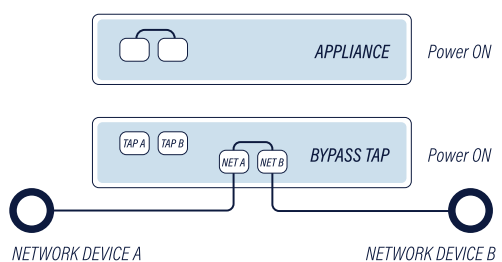 APPLIANCE
Power ON
TAP A
TAP B
NET A
NET B
BYPASS TAP
Power ON
NETWORK DEVICE A
NETWORK DEVICE B